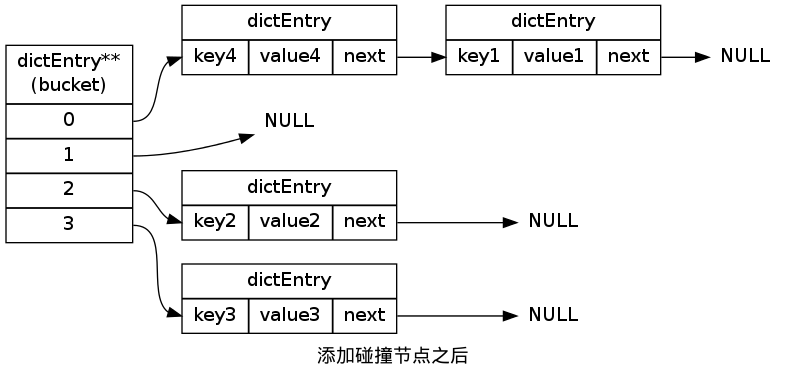 dictEntry
key4 value4 next
dictEntry
key1 value1 next
NULL
dictEntry**
(bucket)
0
1
2
3
NULL
dictEntry
key2 value2 next
NULL
dictEntry
key3 value3 next
NULL
添加碰撞节点之后